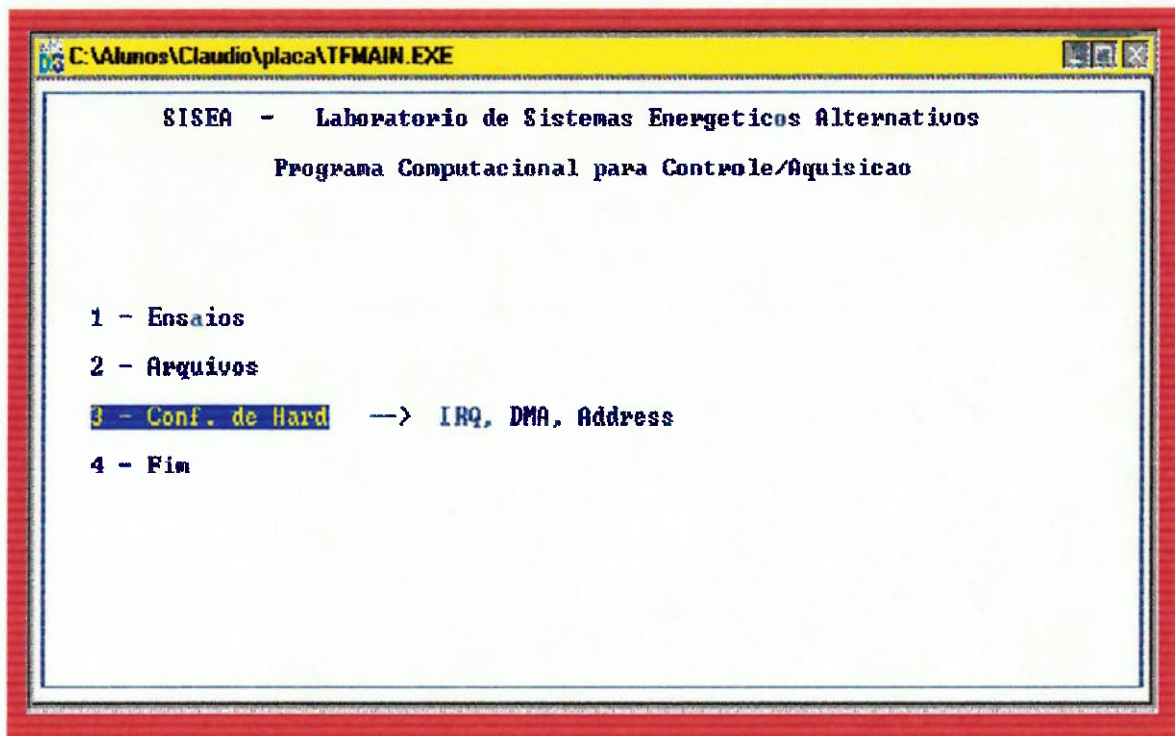 C:\Alunos\Claudio\placa\TFMAIN.EXE
SISEA - Laboratorio de Sistemas Energeticos Alternativos
Programa Computacional para Controle/Aquisicao
1 - Ensaios
2 - Arquivos
3 - Conf. de Hard --> IRQ, DMA, Address
4 - Fim